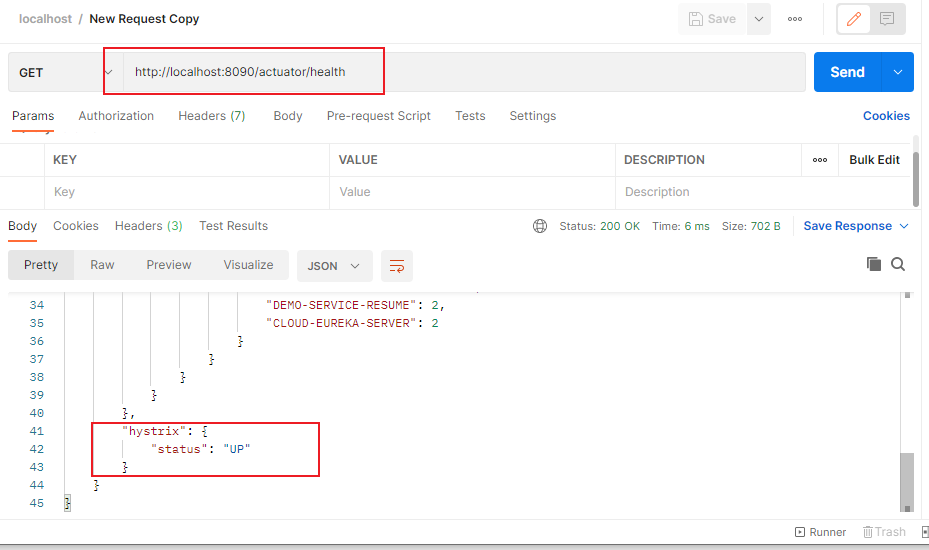 localhost / New Request Copy Save
GET http://localhost:8090/actuator/health Send
Params Authorization Headers (7) Body Pre-request Script Tests Settings Cookies
KEY VALUE DESCRIPTION Bulk Edit
Key Value Description
Body Cookies Headers (3) Test Results Status: 200 OK Time: 6 ms Size: 702 B Save Response
Pretty Raw Preview Visualize JSON
34 "DEMO-SERVICE-RESUME": 2,
35 "CLOUD-EUREKA-SERVER": 2
36 }
37 }
38 }
39 }
40 },
41 "hystrix": {
42 "status": "UP"
43 }
44 }
45 }
Runner Trash